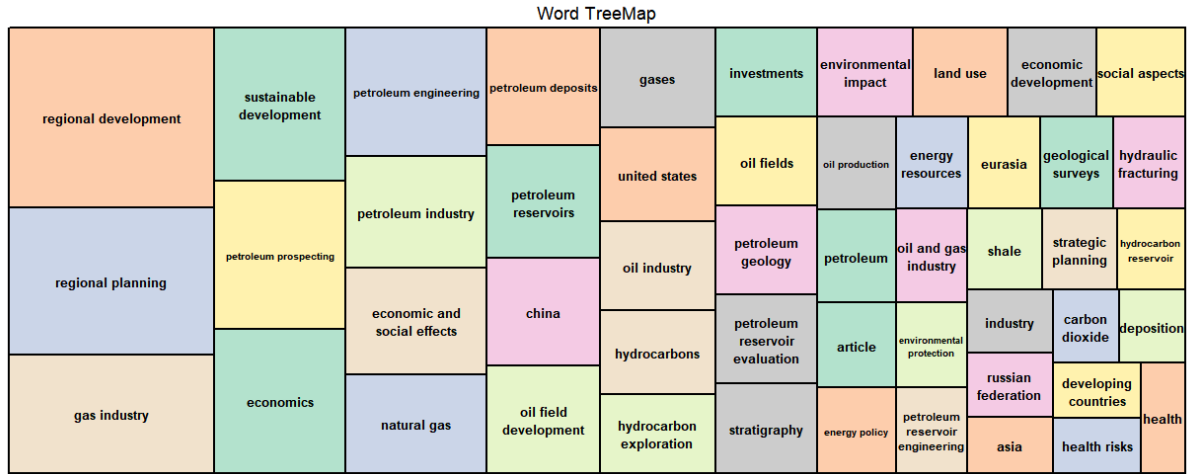 Word TreeMap
regional development
regional planning
gas industry
sustainable
development
petroleum prospecting
economics
petroleum engineering
petroleum industry
economic and
social effects
natural gas
petroleum deposits
petroleum
reservoirs
china
oil field
development
gases
united states
oil industry
hydrocarbons
hydrocarbon
exploration
investments
oil fields
petroleum
geology
petroleum
reservoir
evaluation
stratigraphy
environmental
impact
land use
economic
development
social aspects
oil production
energy
resources
eurasia
geological
surveys
hydraulic
fracturing
petroleum
oil and gas
industry
shale
strategic
planning
hydrocarbon
reservoir
article
environmental
protection
industry
carbon
dioxide
deposition
russian
federation
developing
countries
health
energy policy
petroleum
reservoir
engineering
asia
health risks